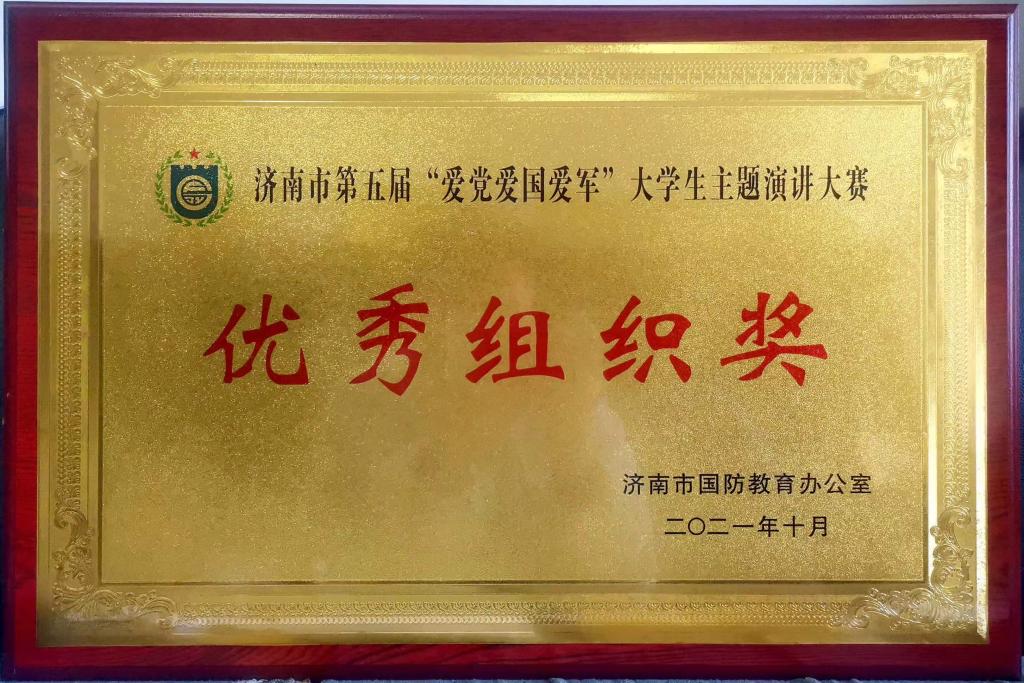 济南市第五届“爱党爱国爱军”大学生主题演讲大赛
优秀组织奖
济南市国防教育办公室
二〇二一年十月